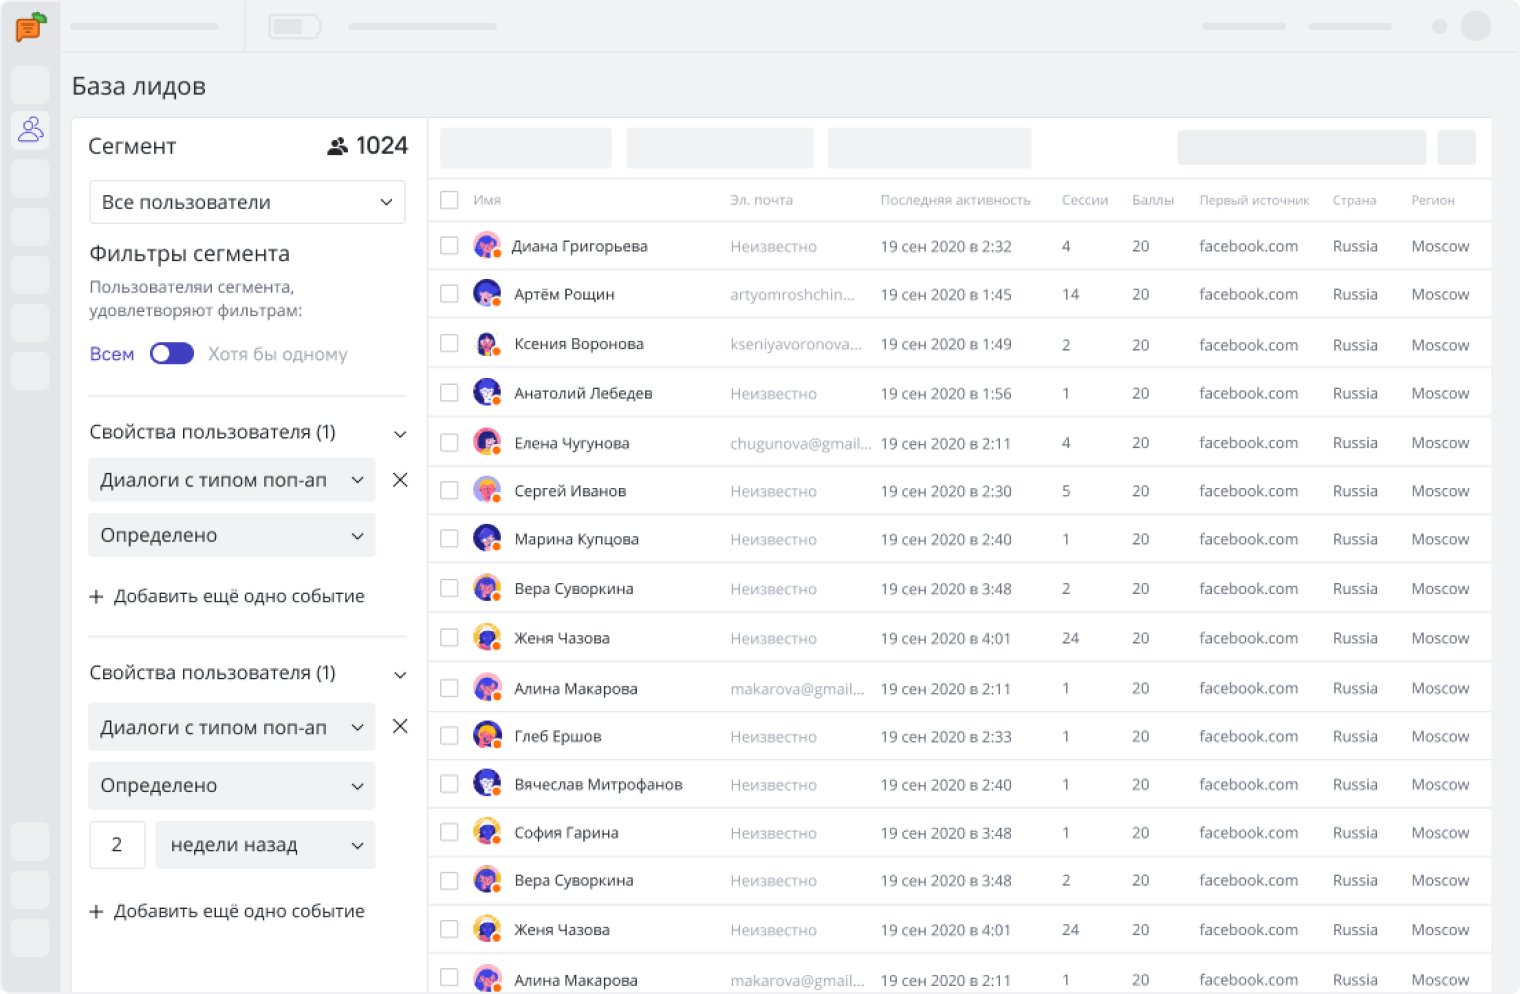 База лидов
Сегмент 1024
Все пользователи
Фильтры сегмента
Пользователяи сегмента,
удовлетворяют фильтрам:
Всем Хотя бы одному
Свойства пользователя (1)
Диалоги с типом поп-ап
Определено
+ Добавить ещё одно событие
Свойства пользователя (1)
Диалоги с типом поп-ап
Определено
2 недели назад
+ Добавить ещё одно событие
Имя Эл. почта Последняя активность Сессии Баллы Первый источник Страна Регион
Диана Григорьева Неизвестно 19 сен 2020 в 2:32 4 20 facebook.com Russia Moscow
Артём Рощин artyomroshchin... 19 сен 2020 в 1:45 14 20 facebook.com Russia Moscow
Ксения Воронова kseniyavoronova... 19 сен 2020 в 1:49 2 20 facebook.com Russia Moscow
Анатолий Лебедев Неизвестно 19 сен 2020 в 1:56 1 20 facebook.com Russia Moscow
Елена Чугунова chugunova@gmail... 19 сен 2020 в 2:11 4 20 facebook.com Russia Moscow
Сергей Иванов Неизвестно 19 сен 2020 в 2:30 5 20 facebook.com Russia Moscow
Марина Купцова Неизвестно 19 сен 2020 в 2:40 1 20 facebook.com Russia Moscow
Вера Суворкина Неизвестно 19 сен 2020 в 3:48 2 20 facebook.com Russia Moscow
Женя Чазова Неизвестно 19 сен 2020 в 4:01 24 20 facebook.com Russia Moscow
Алина Макарова makarova@gmail... 19 сен 2020 в 2:11 1 20 facebook.com Russia Moscow
Глеб Ершов Неизвестно 19 сен 2020 в 2:33 1 20 facebook.com Russia Moscow
Вячеслав Митрофанов Неизвестно 19 сен 2020 в 2:40 1 20 facebook.com Russia Moscow
София Гарина Неизвестно 19 сен 2020 в 3:48 1 20 facebook.com Russia Moscow
Вера Суворкина Неизвестно 19 сен 2020 в 3:48 2 20 facebook.com Russia Moscow
Женя Чазова Неизвестно 19 сен 2020 в 4:01 24 20 facebook.com Russia Moscow
Алина Макарова makarova@gmail... 19 сен 2020 в 2:11 1 20 facebook.com Russia Moscow